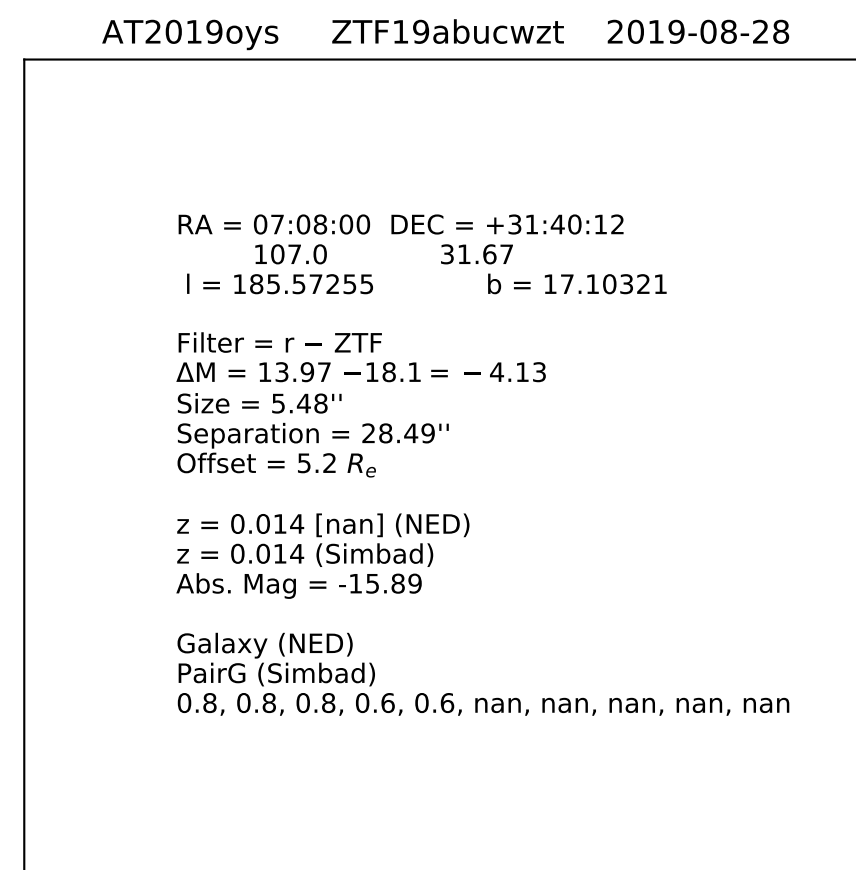 AT2019oys ZTF19abucwzt 2019-08-28
RA = 07:08:00 DEC = +31:40:12
107.0 31.67
l = 185.57255 b = 17.10321
Filter = r − ZTF
ΔM = 13.97 −18.1 = − 4.13
Size = 5.48''
Separation = 28.49''
Offset = 5.2 Re
z = 0.014 [nan] (NED)
z = 0.014 (Simbad)
Abs. Mag = -15.89
Galaxy (NED)
PairG (Simbad)
0.8, 0.8, 0.8, 0.6, 0.6, nan, nan, nan, nan, nan